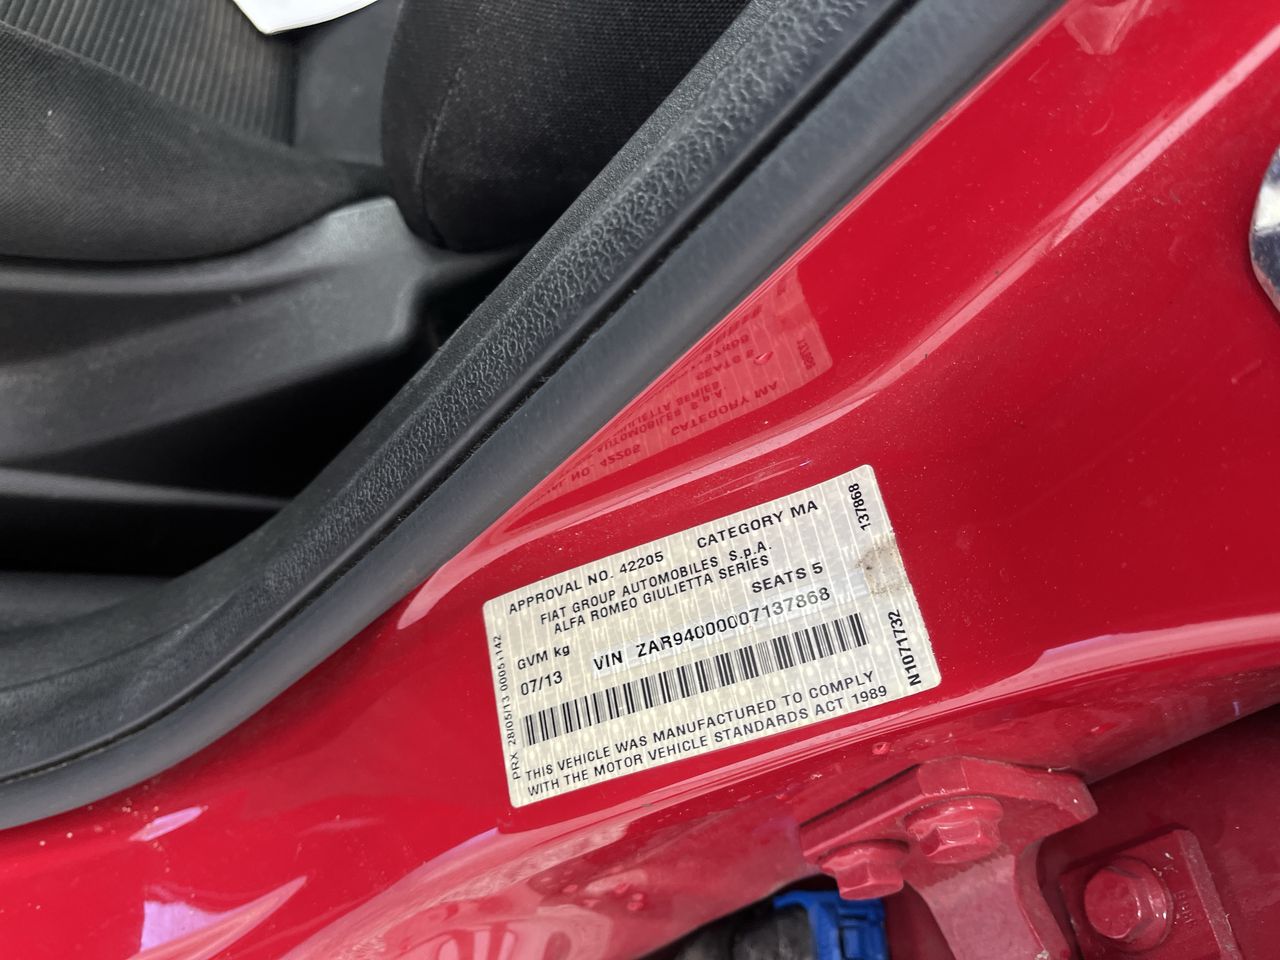 APPROVAL NO. 42205 CATEGORY MA
FIAT GROUP AUTOMOBILES S.p.A.
ALFA ROMEO GIULIETTA SERIES
GVM kg SEATS 5
07/13 VIN ZAR94000007137868
THIS VEHICLE WAS MANUFACTURED TO COMPLY
WITH THE MOTOR VEHICLE STANDARDS ACT 1989
PRX 28/05/13 00051142
137868
N1071732